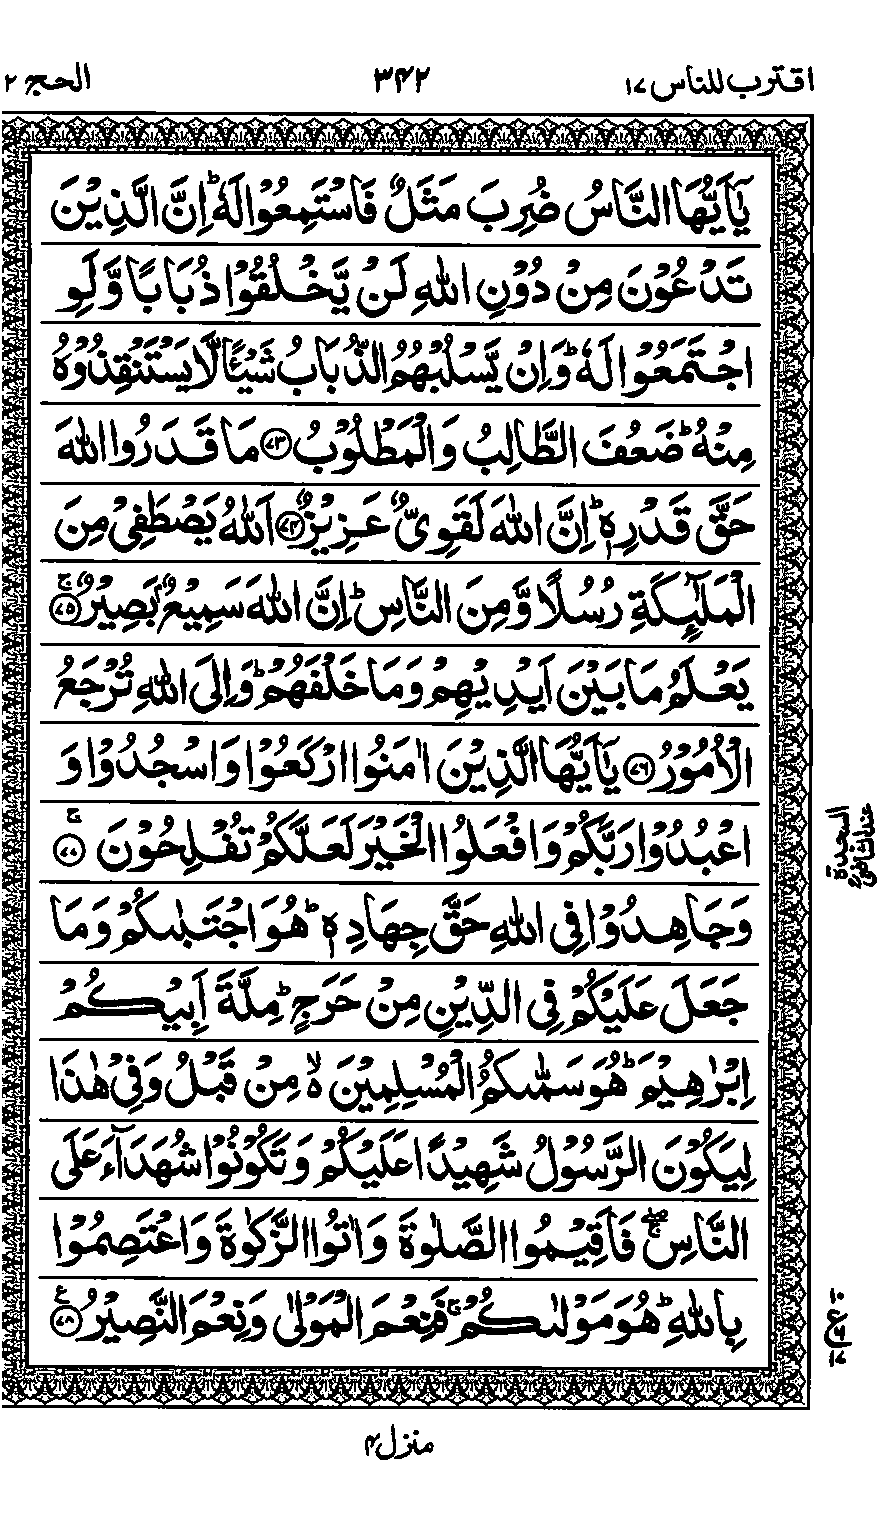 اقترب للناس ١٧
٣٤٢
الحج ٢
يٰۤاَيُّهَا النَّاسُ ضُرِبَ مَثَلٌ فَاسْتَمِعُوْا لَهٗ ؕ اِنَّ الَّذِيْنَ
تَدْعُوْنَ مِنْ دُوْنِ اللّٰهِ لَنْ يَّخْلُقُوْا ذُبَابًا وَّلَوِ
اجْتَمَعُوْا لَهٗ ؕ وَاِنْ يَّسْلُبْهُمُ الذُّبَابُ شَيْـًٔا لَّا يَسْتَنْقِذُوْهُ
مِنْهُ ؕ ضَعُفَ الطَّالِبُ وَالْمَطْلُوْبُ ﴿٧٣﴾ مَا قَدَرُوا اللّٰهَ
حَقَّ قَدْرِهٖ ؕ اِنَّ اللّٰهَ لَقَوِىٌّ عَزِيْزٌ ﴿٧٤﴾ اَللّٰهُ يَصْطَفِىْ مِنَ
الْمَلٰٓئِكَةِ رُسُلًا وَّمِنَ النَّاسِ ؕ اِنَّ اللّٰهَ سَمِيْعٌۢ بَصِيْرٌ ۚ ﴿٧٥﴾
يَعْلَمُ مَا بَيْنَ اَيْدِيْهِمْ وَمَا خَلْفَهُمْ ؕ وَاِلَى اللّٰهِ تُرْجَعُ
الْاُمُوْرُ ﴿٧٦﴾ يٰۤاَيُّهَا الَّذِيْنَ اٰمَنُوا ارْكَعُوْا وَاسْجُدُوْا وَ
اعْبُدُوْا رَبَّكُمْ وَافْعَلُوا الْخَيْرَ لَعَلَّكُمْ تُفْلِحُوْنَ ۚ ﴿٧٧﴾
السجدة
عند الشافعي
وَجَاهِدُوْا فِى اللّٰهِ حَقَّ جِهَادِهٖ ؕ هُوَ اجْتَبٰىكُمْ وَمَا
جَعَلَ عَلَيْكُمْ فِى الدِّيْنِ مِنْ حَرَجٍ ؕ مِلَّةَ اَبِيْكُمْ
اِبْرٰهِيْمَ ؕ هُوَ سَمّٰىكُمُ الْمُسْلِمِيْنَ ۙ۬ مِنْ قَبْلُ وَفِىْ هٰذَا
لِيَكُوْنَ الرَّسُوْلُ شَهِيْدًا عَلَيْكُمْ وَتَكُوْنُوْا شُهَدَآءَ عَلَى
النَّاسِ ۖۚ فَاَقِيْمُوا الصَّلٰوةَ وَاٰتُوا الزَّكٰوةَ وَاعْتَصِمُوْا
بِاللّٰهِ ؕ هُوَ مَوْلٰىكُمْ ۚ فَنِعْمَ الْمَوْلٰى وَنِعْمَ النَّصِيْرُ ﴿٧٨﴾ ع
١٠
ع
٦
١٧
منزل ٤